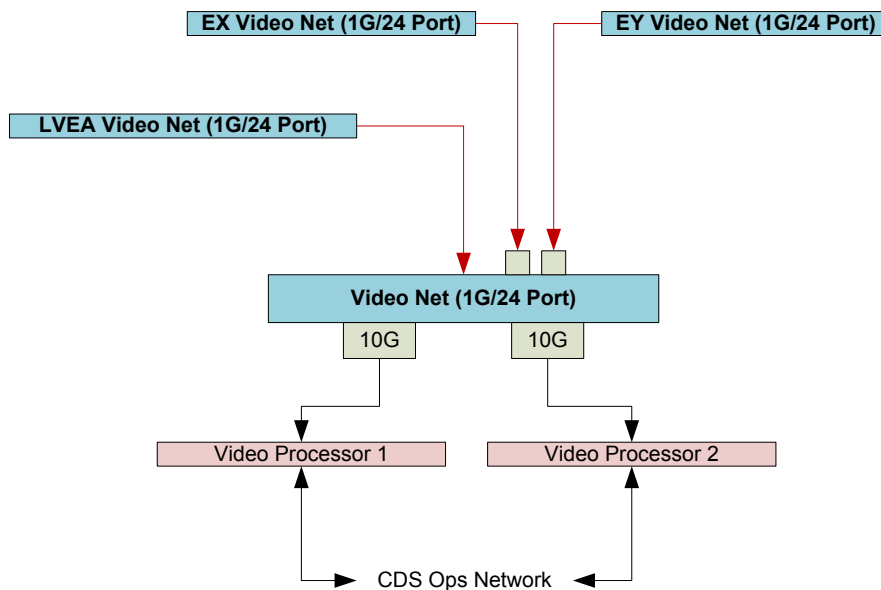 EX Video Net (1G/24 Port)
EY Video Net (1G/24 Port)
LVEA Video Net (1G/24 Port)
Video Net (1G/24 Port)
10G
10G
Video Processor 1
Video Processor 2
CDS Ops Network